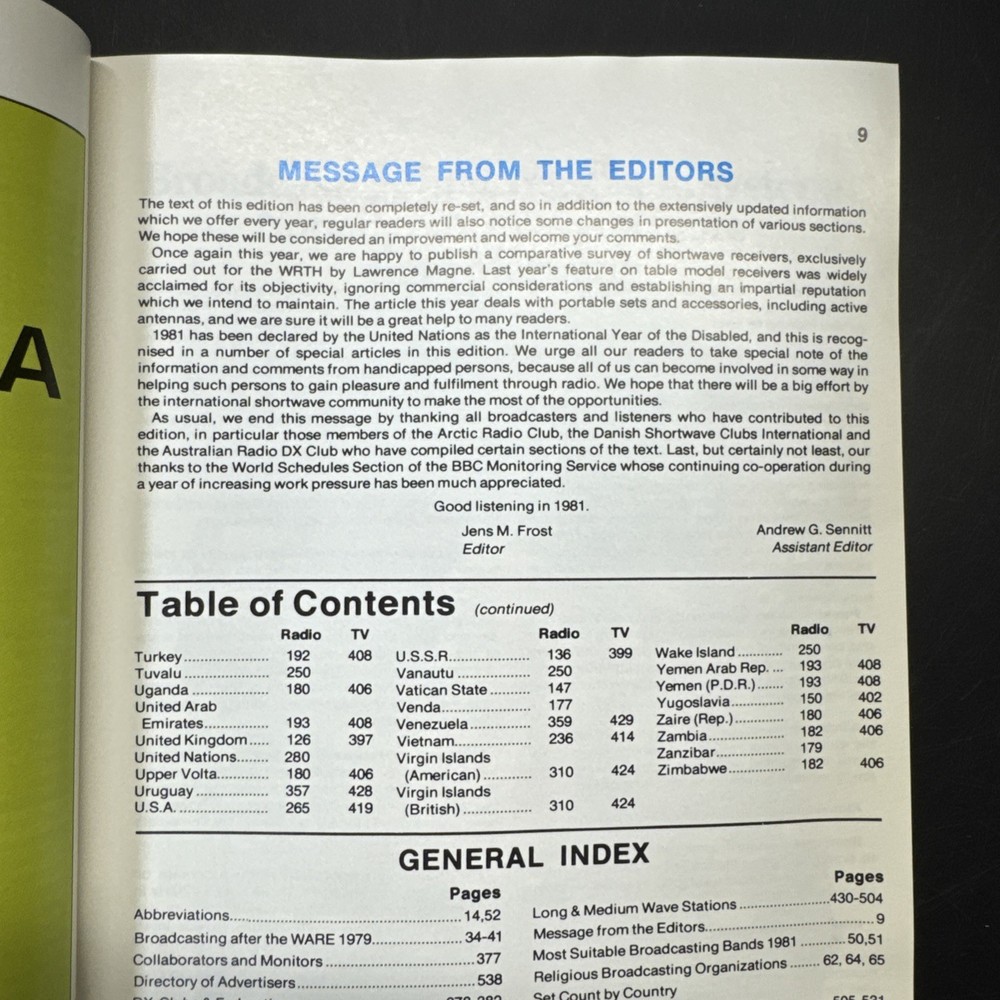 A
9
MESSAGE FROM THE EDITORS
The text of this edition has been completely re-set, and so in addition to the extensively updated information
which we offer every year, regular readers will also notice some changes in presentation of various sections.
We hope these will be considered an improvement and welcome your comments.
Once again this year, we are happy to publish a comparative survey of shortwave receivers, exclusively
carried out for the WRTH by Lawrence Magne. Last year's feature on table model receivers was widely
acclaimed for its objectivity, ignoring commercial considerations and establishing an impartial reputation
which we intend to maintain. The article this year deals with portable sets and accessories, including active
antennas, and we are sure it will be a great help to many readers.
1981 has been declared by the United Nations as the International Year of the Disabled, and this is recog-
nised in a number of special articles in this edition. We urge all our readers to take special note of the
information and comments from handicapped persons, because all of us can become involved in some way in
helping such persons to gain pleasure and fulfilment through radio. We hope that there will be a big effort by
the international shortwave community to make the most of the opportunities.
As usual, we end this message by thanking all broadcasters and listeners who have contributed to this
edition, in particular those members of the Arctic Radio Club, the Danish Shortwave Clubs International and
the Australian Radio DX Club who have compiled certain sections of the text. Last, but certainly not least, our
thanks to the World Schedules Section of the BBC Monitoring Service whose continuing co-operation during
a year of increasing work pressure has been much appreciated.
Good listening in 1981.
Jens M. Frost Andrew G. Sennitt
Editor Assistant Editor
Table of Contents (continued)
Radio TV
Turkey........................ 192 408
Tuvalu........................ 250
Uganda ...................... 180 406
United Arab
Emirates.................. 193 408
United Kingdom..... 126 397
United Nations........ 280
Upper Volta.............. 180 406
Uruguay .................... 357 428
U.S.A. ......................... 265 419
Radio TV
U.S.S.R....................... 136 399
Vanautu .................... 250
Vatican State ........... 147
Venda......................... 177
Venezuela................. 359 429
Vietnam..................... 236 414
Virgin Islands
(American) ............. 310 424
Virgin Islands
(British) ................... 310 424
Radio TV
Wake Island ............ 250
Yemen Arab Rep. ... 193 408
Yemen (P.D.R.)....... 193 408
Yugoslavia............... 150 402
Zaire (Rep.).............. 180 406
Zambia...................... 182 406
Zanzibar.................... 179
Zimbabwe................ 182 406
GENERAL INDEX
Pages
Abbreviations.......................................................... 14,52
Broadcasting after the WARE 1979....................... 34-41
Collaborators and Monitors .................................. 377
Directory of Advertisers......................................... 538
Pages
Long & Medium Wave Stations .......................430-504
Message from the Editors...........................................9
Most Suitable Broadcasting Bands 1981 ...........50,51
Religious Broadcasting Organizations ....... 62, 64, 65
Set Count by Country